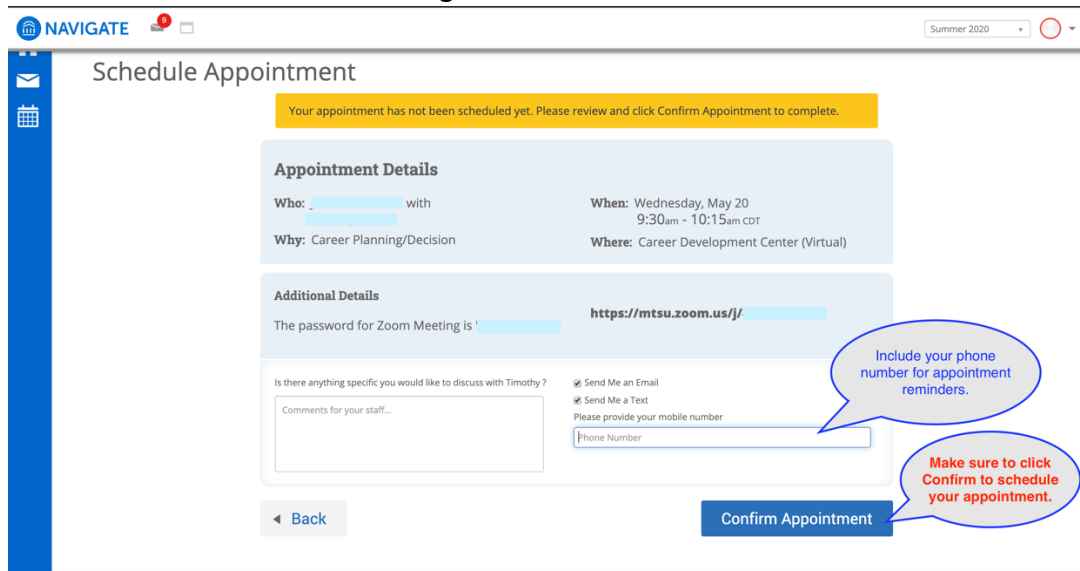 NAVIGATE
9
Summer 2020
Schedule Appointment
Your appointment has not been scheduled yet. Please review and click Confirm Appointment to complete.
Appointment Details
Who: with
Why: Career Planning/Decision
When: Wednesday, May 20
9:30am - 10:15am CDT
Where: Career Development Center (Virtual)
Additional Details
The password for Zoom Meeting is '
https://mtsu.zoom.us/j/
Is there anything specific you would like to discuss with Timothy ?
Comments for your staff...
Send Me an Email
Send Me a Text
Please provide your mobile number
Phone Number
Include your phone
number for appointment
reminders.
Make sure to click
Confirm to schedule
your appointment.
Back
Confirm Appointment